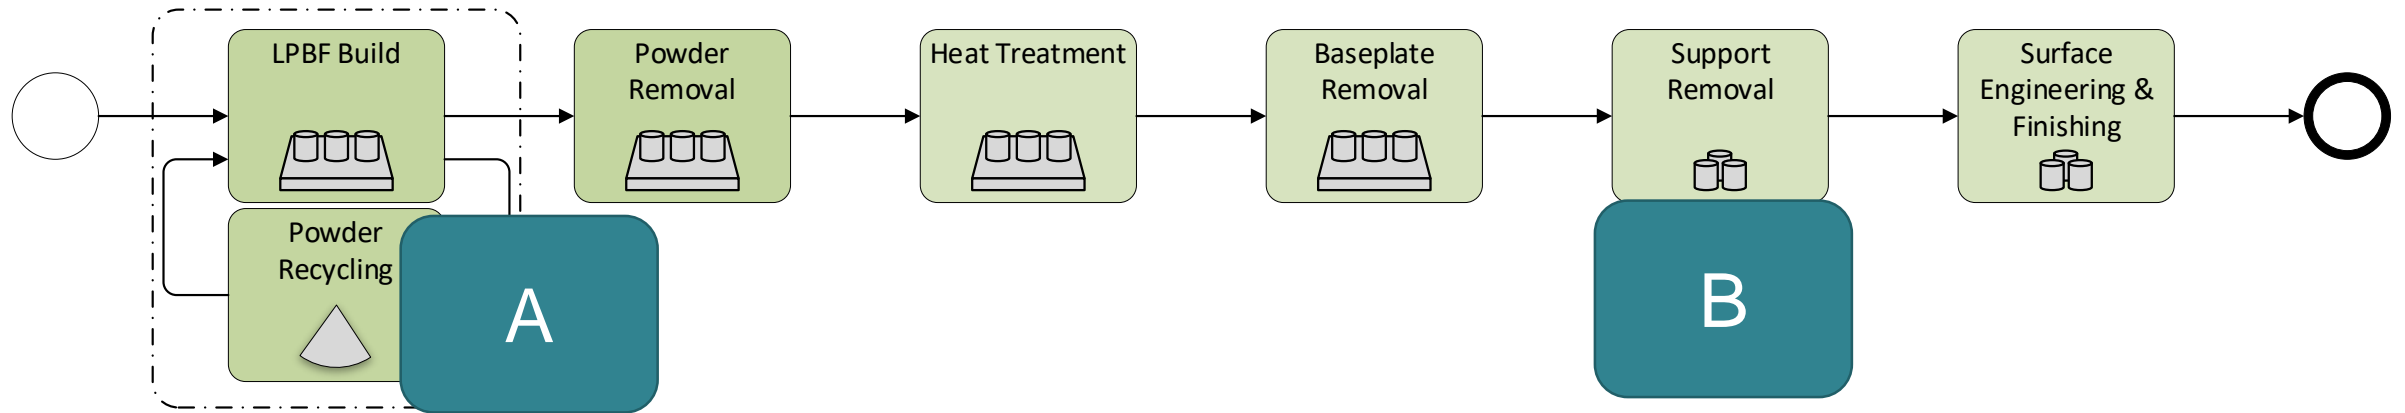 LPBF Build
Powder
Removal
Heat Treatment
Baseplate
Removal
Support
Removal
Surface
Engineering &
Finishing
Powder
Recycling
A
B